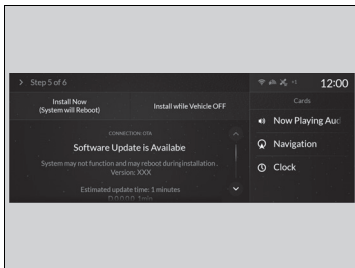 Step 5 of 6
12:00
Install Now
(System will Reboot)
Install while Vehicle OFF
Cards
CONNECTION: OTA
Software Update is Availabe
System may not function and may reboot during installation.
Version: XXX
Estimated update time: 1 minutes
Now Playing Aud
Navigation
Clock